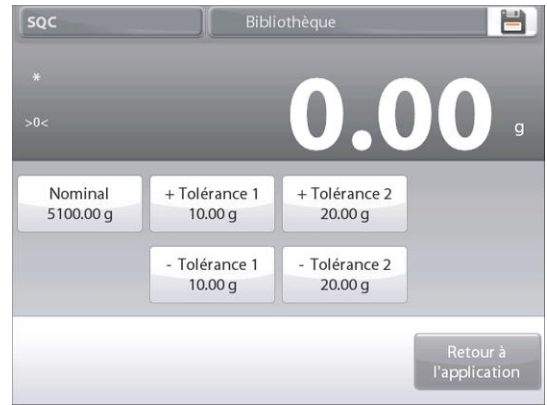 SQC
Bibliothèque
*
>0<
0.00 g
Nominal
5100.00 g
+ Tolérance 1
10.00 g
+ Tolérance 2
20.00 g
- Tolérance 1
10.00 g
- Tolérance 2
20.00 g
Retour à
l'application